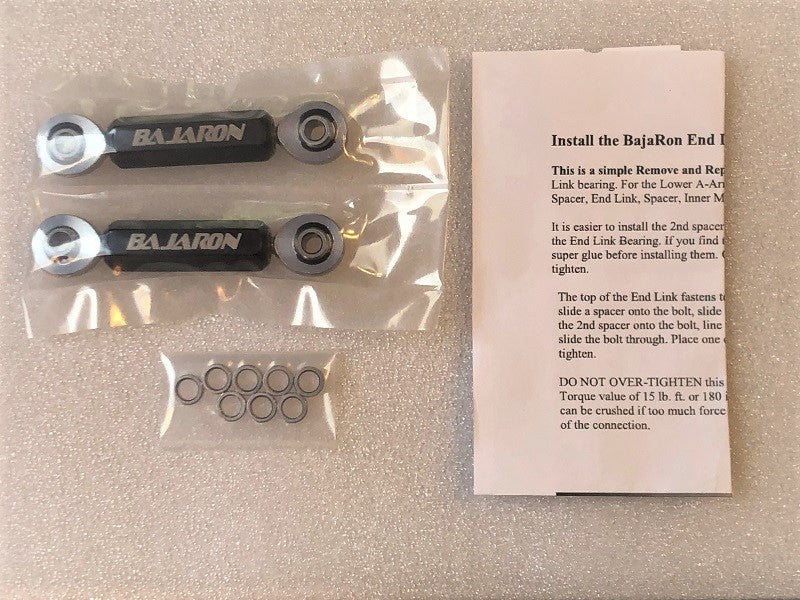 BAJARON
BAJARON
Install the BajaRon End
This is a simple Remove and
Link bearing. For the Lower
Spacer, End Link, Spacer, Inner
It is easier to install the 2nd spacer
the End Link Bearing. If you find
super glue before installing them.
tighten.
The top of the End Link fastens
slide a spacer onto the bolt, slide
the 2nd spacer onto the bolt, line
slide the bolt through. Place one
tighten.
DO NOT OVER-TIGHTEN this
Torque value of 15 lb. ft. or 180
can be crushed if too much force
of the connection.